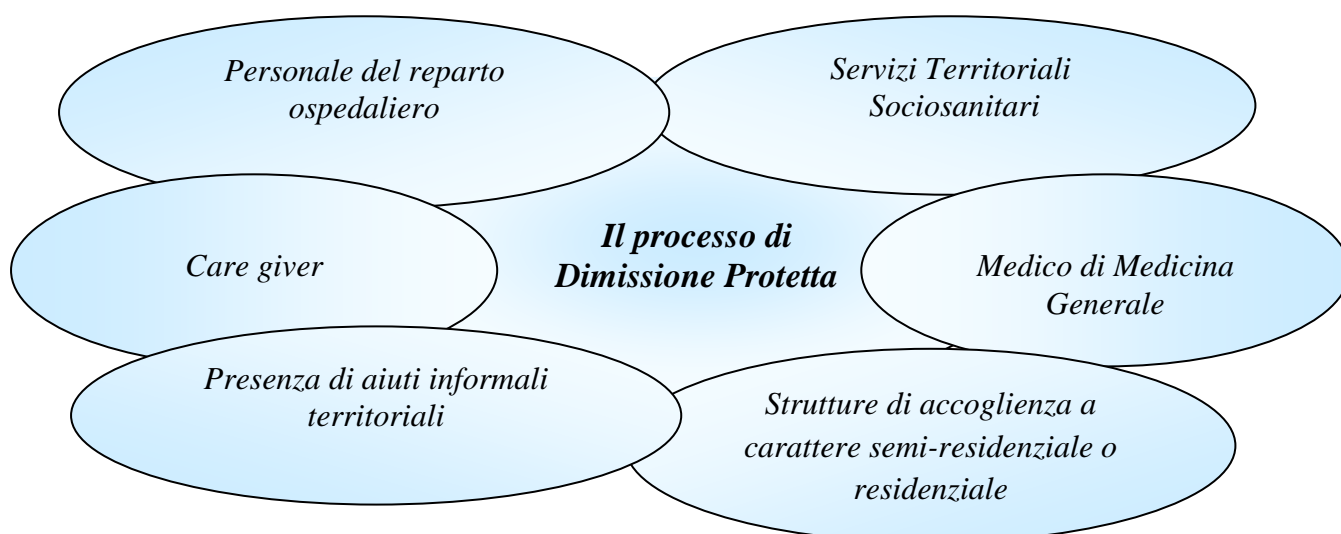 Personale del reparto
ospedaliero
Servizi Territoriali
Sociosanitari
Care giver
Il processo di
Dimissione Protetta
Medico di Medicina
Generale
Presenza di aiuti informali
territoriali
Strutture di accoglienza a
carattere semi-residenziale o
residenziale